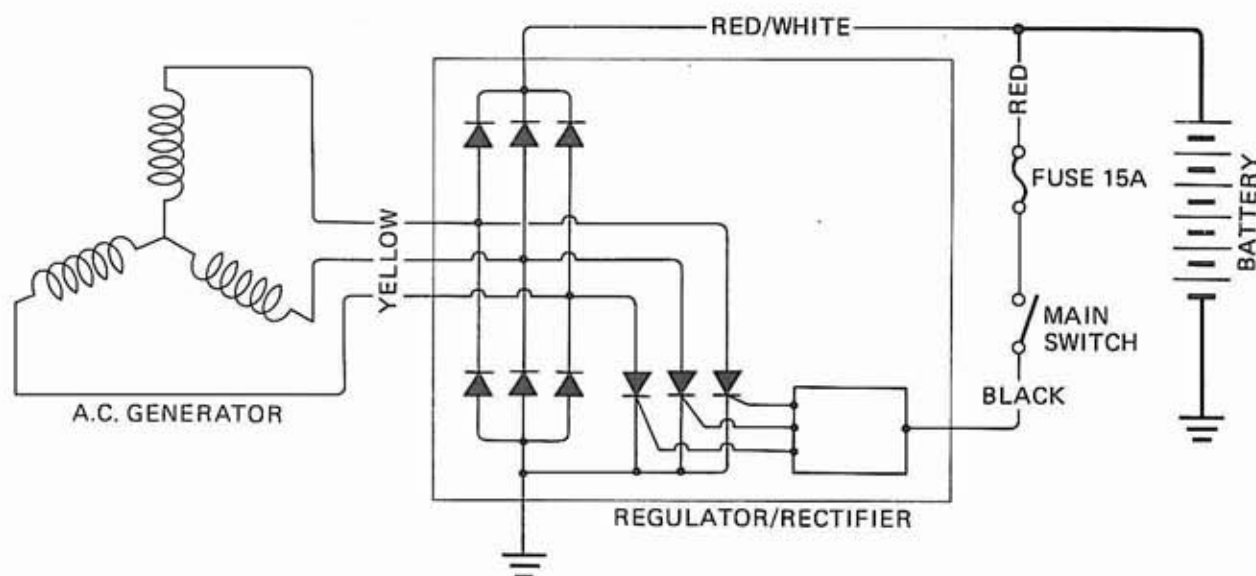 RED/WHITE
RED
FUSE 15A
BATTERY
YELLOW
MAIN
SWITCH
BLACK
A.C. GENERATOR
REGULATOR/RECTIFIER